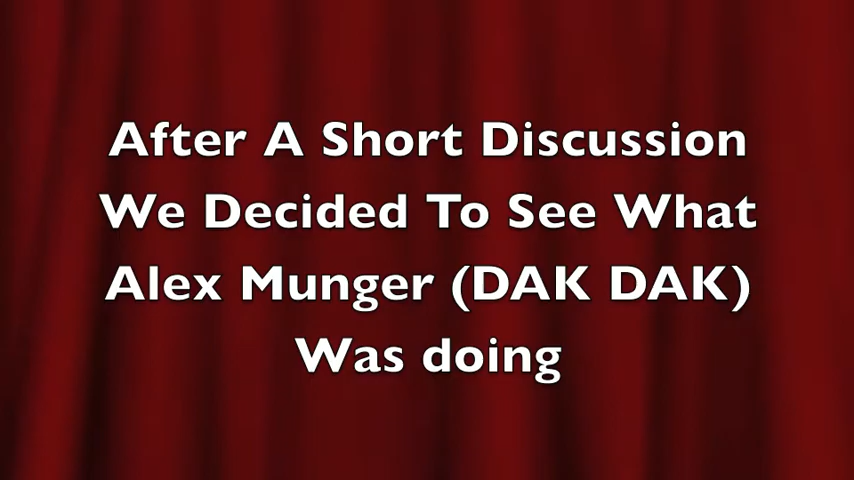 After A Short Discussion
We Decided To See What
Alex Munger (DAK DAK)
Was doing